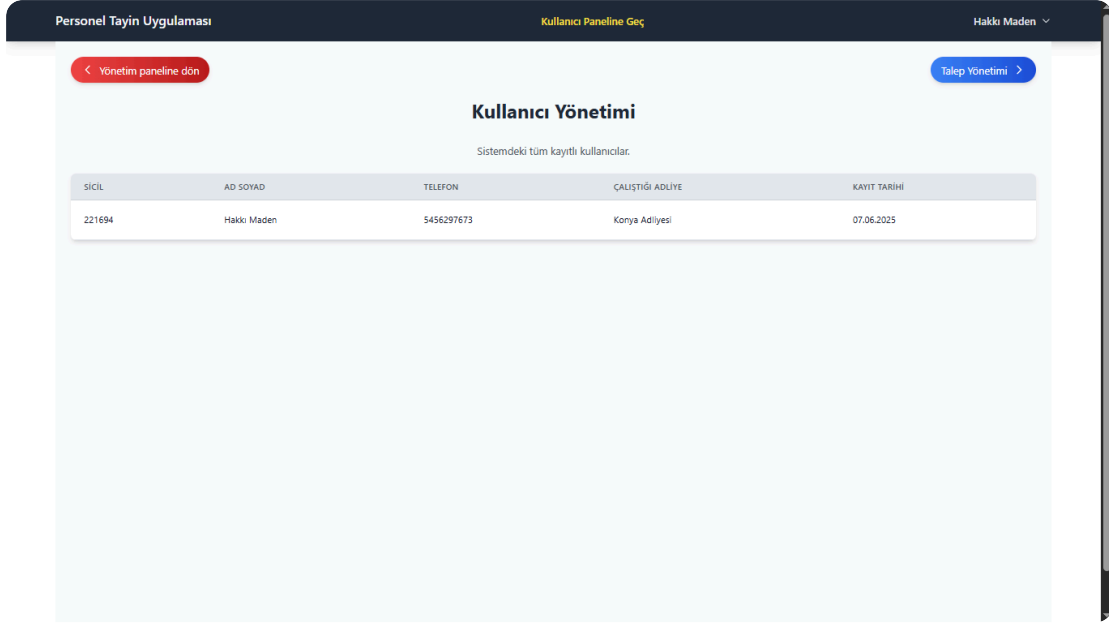 Personel Tayin Uygulaması Kullanıcı Paneline Geç Hakkı Maden
Yönetim paneline dön Talep Yönetimi
Kullanıcı Yönetimi
Sistemdeki tüm kayıtlı kullanıcılar.
SİCİL AD SOYAD TELEFON ÇALIŞTIĞI ADLİYE KAYIT TARİHİ
221694 Hakkı Maden 5456297673 Konya Adliyesi 07.06.2025